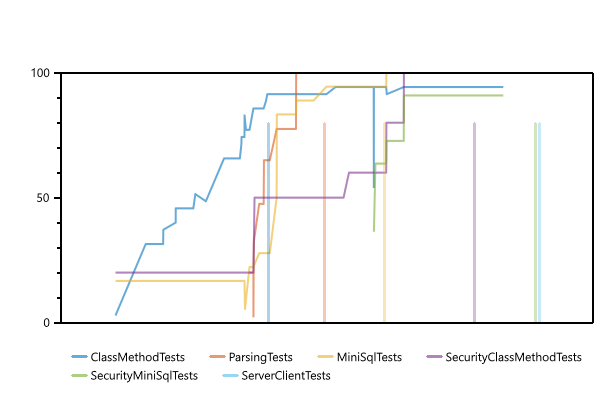 100
50
0
ClassMethodTests ParsingTests MiniSqlTests SecurityClassMethodTests
SecurityMiniSqlTests ServerClientTests